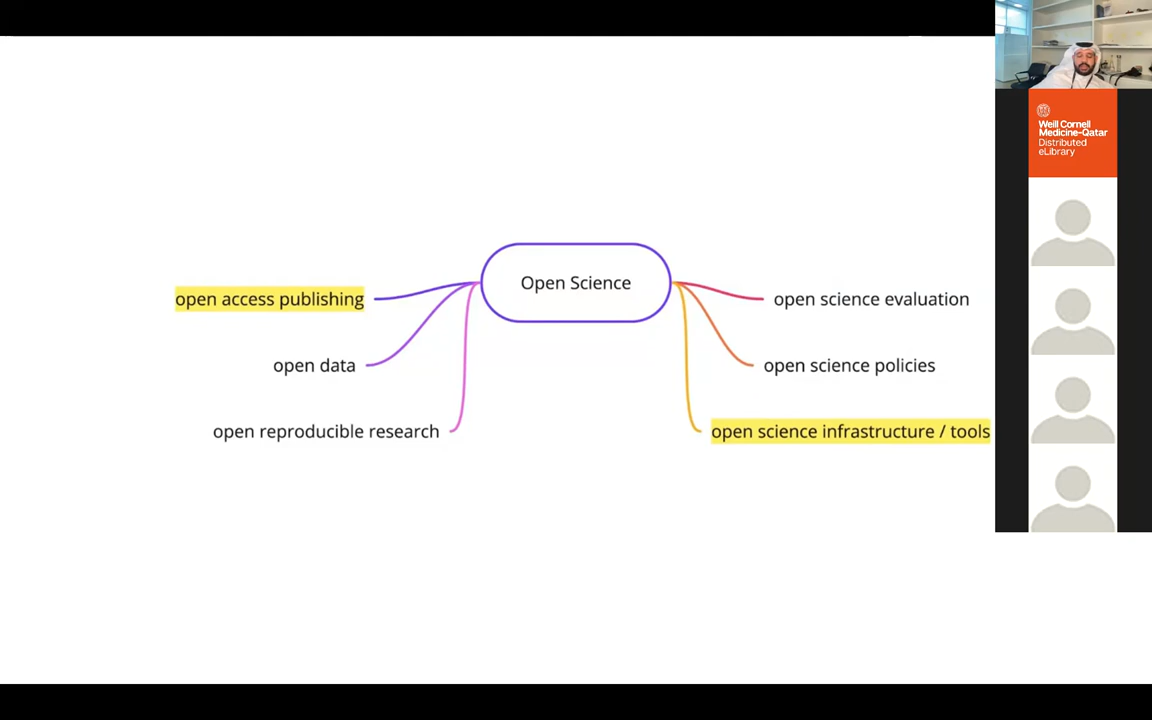 Open Science
open access publishing
open data
open reproducible research
open science evaluation
open science policies
open science infrastructure / tools
Weill Cornell
Medicine-Qatar
Distributed
eLibrary